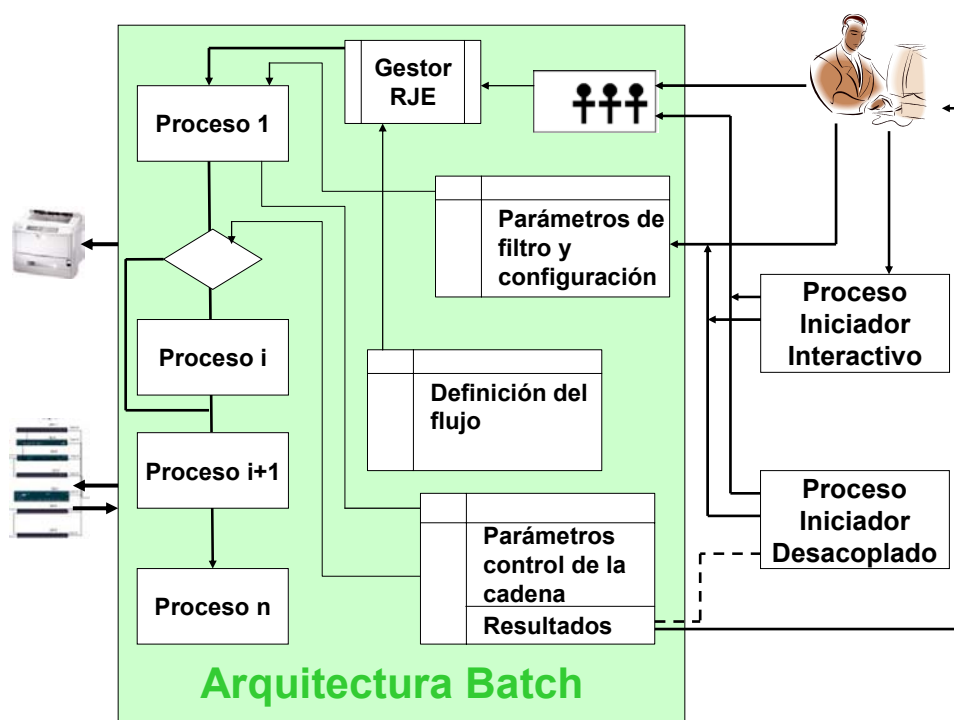 Gestor
RJE
Proceso 1
Parámetros de
filtro y
configuración
Proceso
Iniciador
Interactivo
Proceso i
Definición del
flujo
Proceso i+1
Proceso
Iniciador
Desacoplado
Parámetros
control de la
cadena
Proceso n
Resultados
Arquitectura Batch